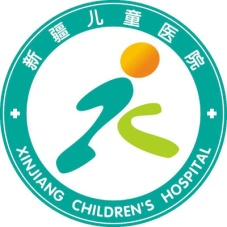 新疆儿童医院
XINJIANG CHILDREN'S HOSPITAL